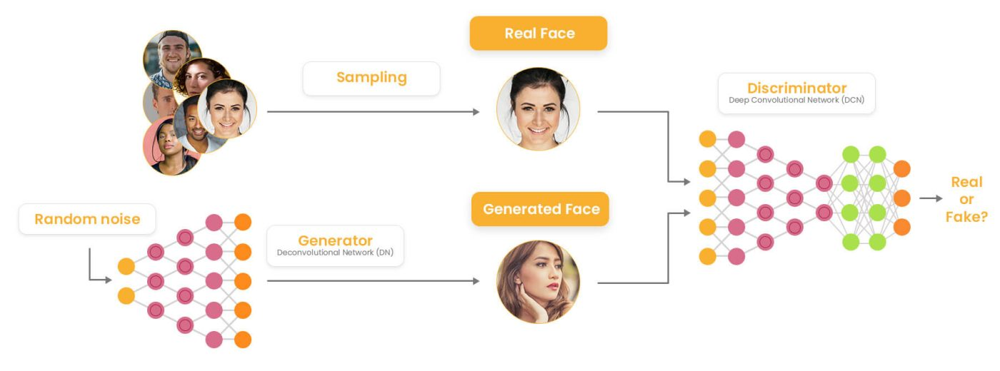 Real Face
Sampling
Discriminator
Deep Convolutional Network (DCN)
Real
or
Fake?
Random noise
Generator
Deconvolutional Network (DN)
Generated Face